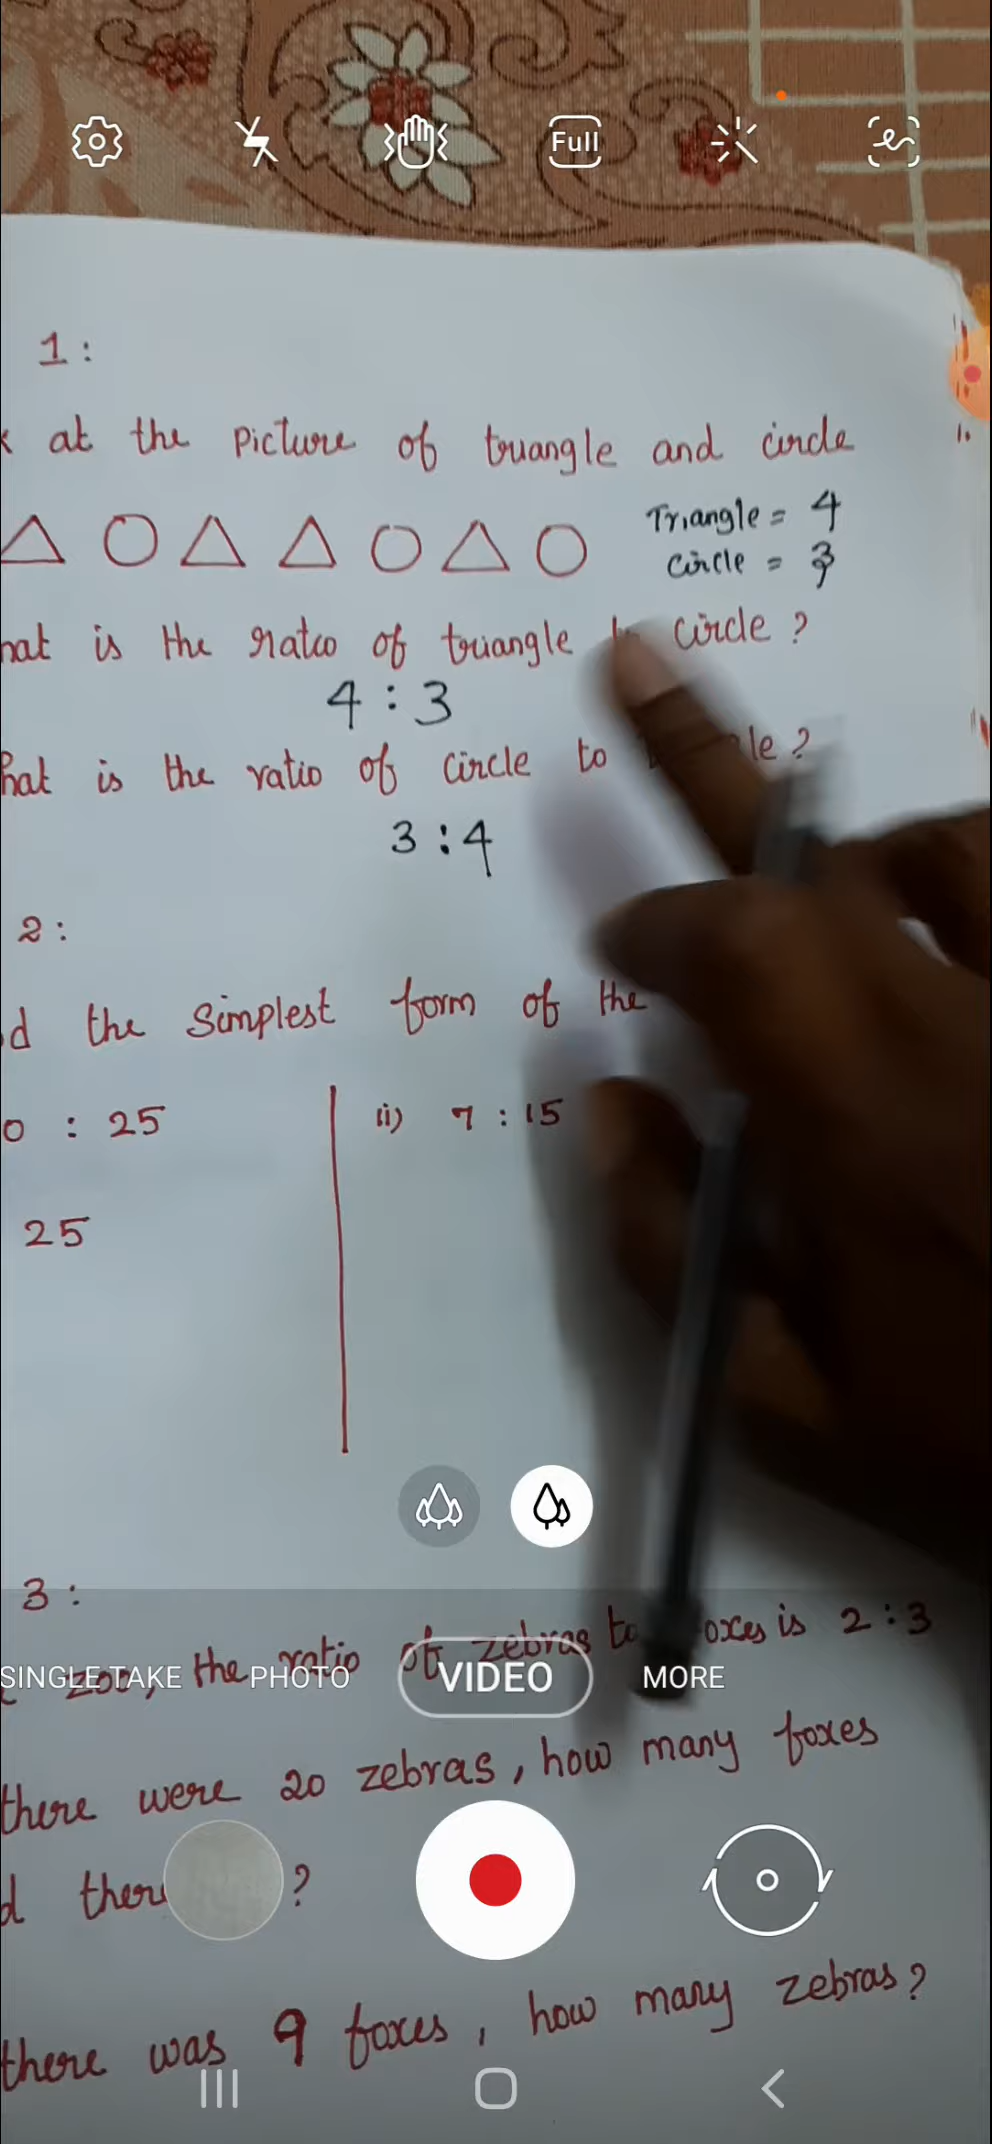 Full
1 :
at the picture of triangle and circle
1.
Triangle = 4
Circle = 3
is the ratio of triangle circle ?
4 : 3
is the ratio of circle to ?
3 : 4
2 :
the Simplest form of the
: 25
(ii) 7 : 15
25
3 :
zoo, the ratio of zebras to is 2 : 3
SINGLE TAKE PHOTO VIDEO MORE
there were 20 zebras, how many foxes
?
there was 9 foxes, how many zebras?